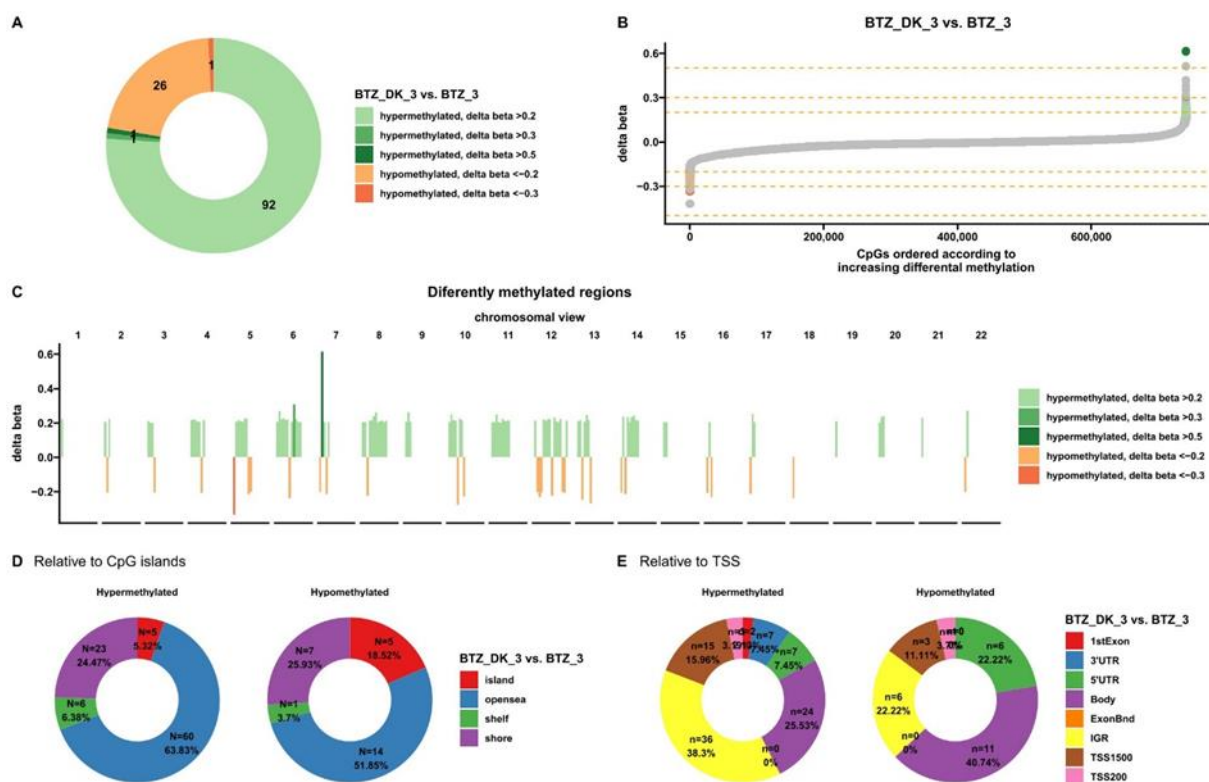 A
1
26
1
1
92
BTZ_DK_3 vs. BTZ_3
hypermethylated, delta beta >0.2
hypermethylated, delta beta >0.3
hypermethylated, delta beta >0.5
hypomethylated, delta beta <−0.2
hypomethylated, delta beta <−0.3
B
BTZ_DK_3 vs. BTZ_3
delta beta
0.6
0.3
0.0
−0.3
0
200,000
400,000
600,000
CpGs ordered according to
increasing differental methylation
C
Diferently methylated regions
chromosomal view
1 2 3 4 5 6 7 8 9 10 11 12 13 14 15 16 17 18 19 20 21 22
delta beta
0.6
0.4
0.2
0.0
−0.2
hypermethylated, delta beta >0.2
hypermethylated, delta beta >0.3
hypermethylated, delta beta >0.5
hypomethylated, delta beta <−0.2
hypomethylated, delta beta <−0.3
D Relative to CpG islands
Hypermethylated
N=5
5.32%
N=23
24.47%
N=6
6.38%
N=60
63.83%
Hypomethylated
N=5
18.52%
N=7
25.93%
N=1
3.7%
N=14
51.85%
BTZ_DK_3 vs. BTZ_3
island
opensea
shelf
shore
E Relative to TSS
Hypermethylated
n=7
7.45%
n=7
7.45%
n=15
15.96%
n=24
25.53%
n=36
38.3%
n=0
0%
Hypomethylated
n=3
11.11%
n=6
22.22%
n=6
22.22%
n=0
0%
n=11
40.74%
BTZ_DK_3 vs. BTZ_3
1stExon
3'UTR
5'UTR
Body
ExonBnd
IGR
TSS1500
TSS200